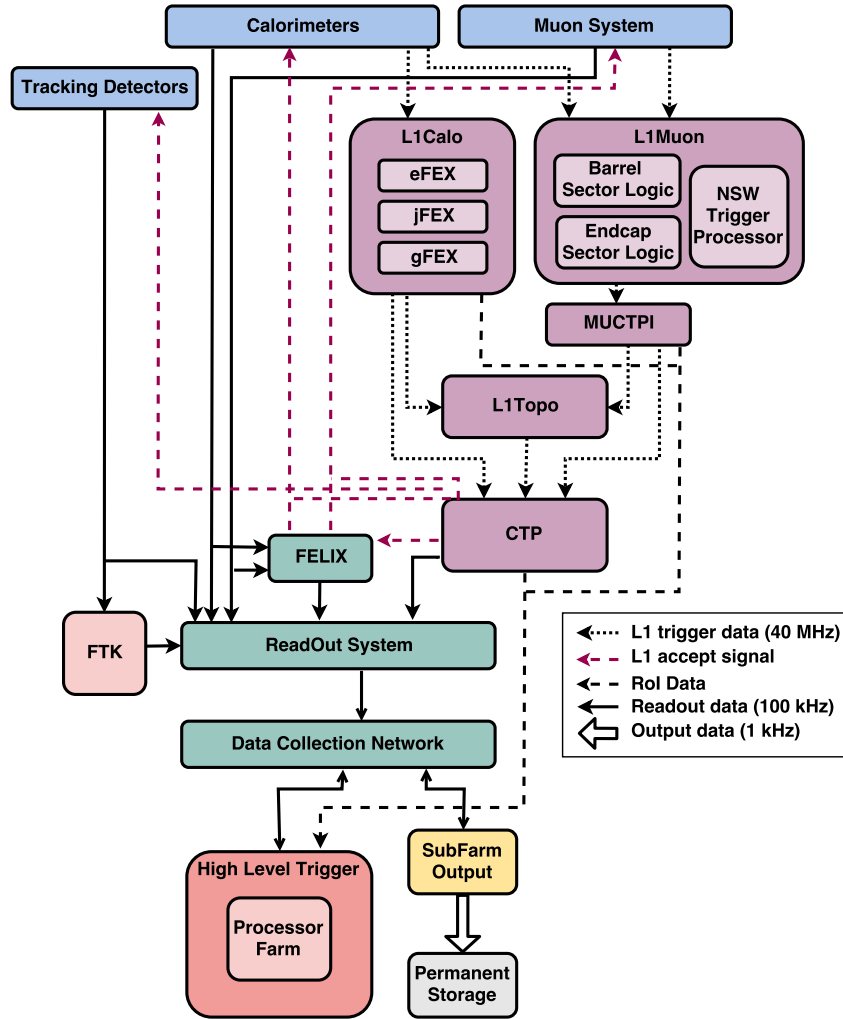 Calorimeters
Muon System
Tracking Detectors
L1Calo
eFEX
jFEX
gFEX
L1Muon
Barrel
Sector Logic
Endcap
Sector Logic
NSW
Trigger
Processor
MUCTPI
L1Topo
CTP
FELIX
FTK
ReadOut System
Data Collection Network
L1 trigger data (40 MHz)
L1 accept signal
RoI Data
Readout data (100 kHz)
Output data (1 kHz)
High Level Trigger
Processor
Farm
SubFarm
Output
Permanent
Storage